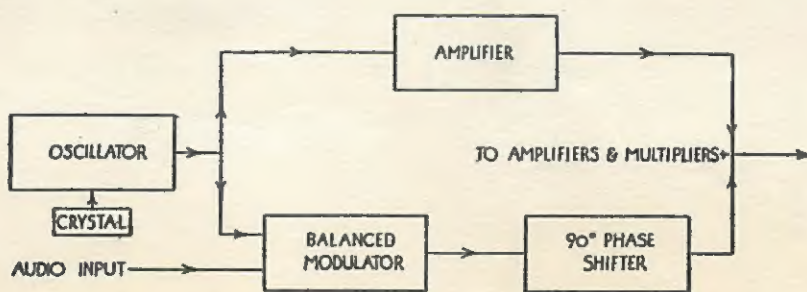 AMPLIFIER
OSCILLATOR
TO AMPLIFIERS & MULTIPLIERS
CRYSTAL
AUDIO INPUT
BALANCED
MODULATOR
90° PHASE
SHIFTER